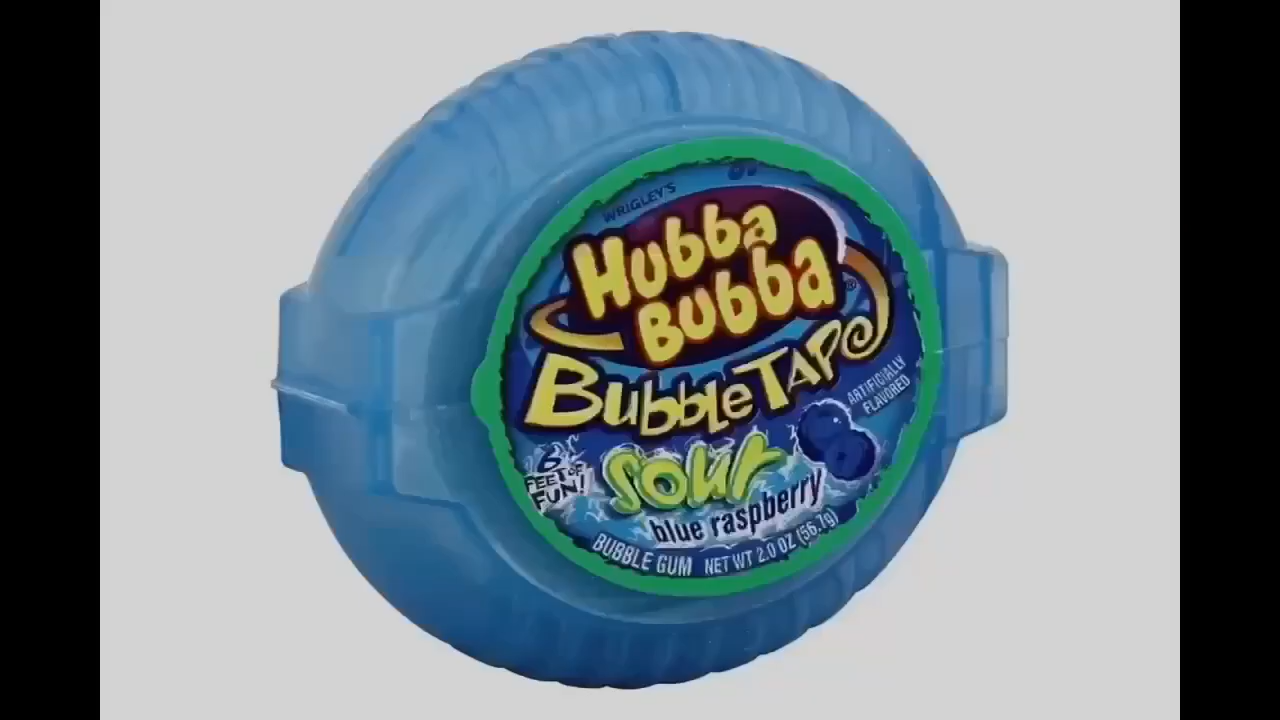 WRIGLEY'S
Hubba
Bubba®
BubbleTape
ARTIFICIALLY
FLAVORED
6
FEET OF
FUN!
sour
blue raspberry
BUBBLE GUM NET WT 2.0 OZ (56.7g)